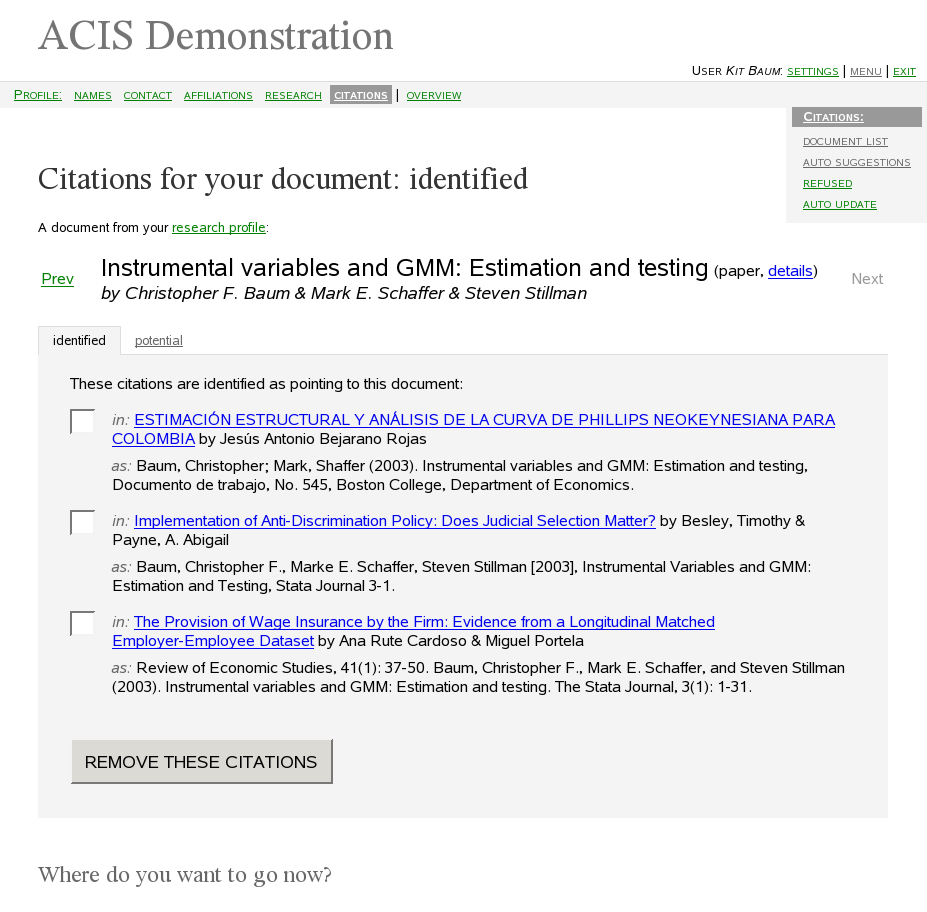 ACIS Demonstration
User Kit Baum: settings | menu | exit
Profile: names contact affiliations research citations | overview
Citations:
document list
auto suggestions
refused
auto update
Citations for your document: identified
A document from your research profile:
Prev
Instrumental variables and GMM: Estimation and testing (paper, details)
by Christopher F. Baum & Mark E. Schaffer & Steven Stillman
Next
identified potential
These citations are identified as pointing to this document:
in: ESTIMACIÓN ESTRUCTURAL Y ANÁLISIS DE LA CURVA DE PHILLIPS NEOKEYNESIANA PARA
COLOMBIA by Jesús Antonio Bejarano Rojas
as: Baum, Christopher; Mark, Shaffer (2003). Instrumental variables and GMM: Estimation and testing,
Documento de trabajo, No. 545, Boston College, Department of Economics.
in: Implementation of Anti-Discrimination Policy: Does Judicial Selection Matter? by Besley, Timothy &
Payne, A. Abigail
as: Baum, Christopher F., Marke E. Schaffer, Steven Stillman [2003], Instrumental Variables and GMM:
Estimation and Testing, Stata Journal 3-1.
in: The Provision of Wage Insurance by the Firm: Evidence from a Longitudinal Matched
Employer-Employee Dataset by Ana Rute Cardoso & Miguel Portela
as: Review of Economic Studies, 41(1): 37-50. Baum, Christopher F., Mark E. Schaffer, and Steven Stillman
(2003). Instrumental variables and GMM: Estimation and testing. The Stata Journal, 3(1): 1-31.
REMOVE THESE CITATIONS
Where do you want to go now?